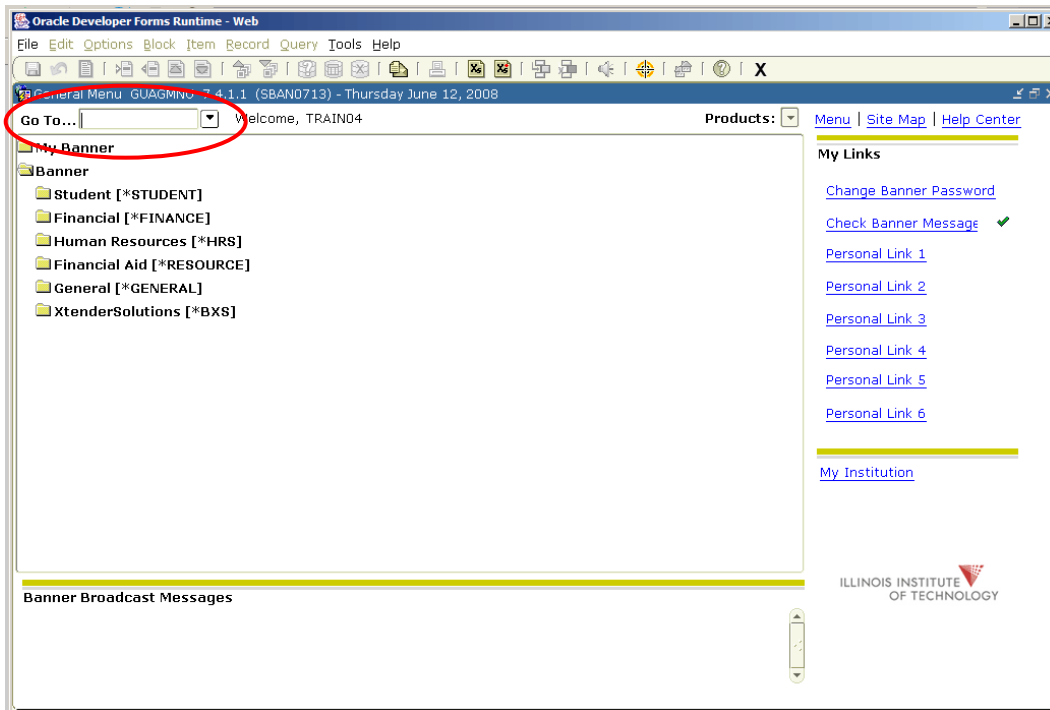 Oracle Developer Forms Runtime - Web
File Edit Options Block Item Record Query Tools Help
General Menu GUAGMNU 7.4.1.1 (SBAN0713) - Thursday June 12, 2008
Go To... Welcome, TRAIN04 Products: Menu | Site Map | Help Center
My Banner
Banner
Student [*STUDENT]
Financial [*FINANCE]
Human Resources [*HRS]
Financial Aid [*RESOURCE]
General [*GENERAL]
XtenderSolutions [*BXS]
My Links
Change Banner Password
Check Banner Message
Personal Link 1
Personal Link 2
Personal Link 3
Personal Link 4
Personal Link 5
Personal Link 6
My Institution
ILLINOIS INSTITUTE
OF TECHNOLOGY
Banner Broadcast Messages